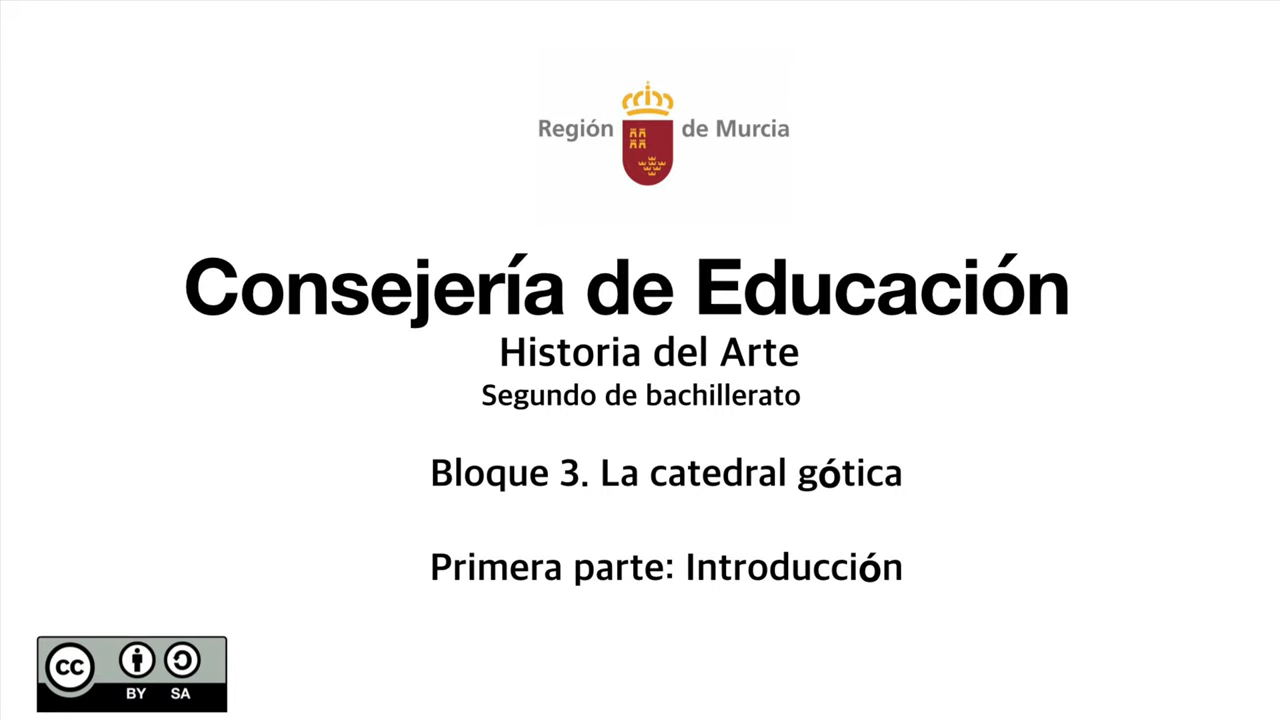 Región de Murcia
Consejería de Educación
Historia del Arte
Segundo de bachillerato
Bloque 3. La catedral gótica
Primera parte: Introducción
CC BY SA